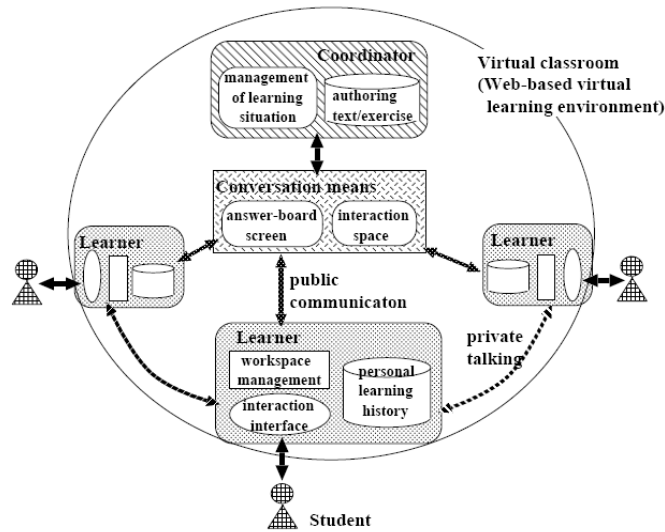 Coordinator
management
of learning
situation
authoring
text/exercise
Virtual classroom
(Web-based virtual
learning environment)
Conversation means
answer-board
screen
interaction
space
Learner
Learner
public
communicaton
private
talking
Learner
workspace
management
interaction
interface
personal
learning
history
Student